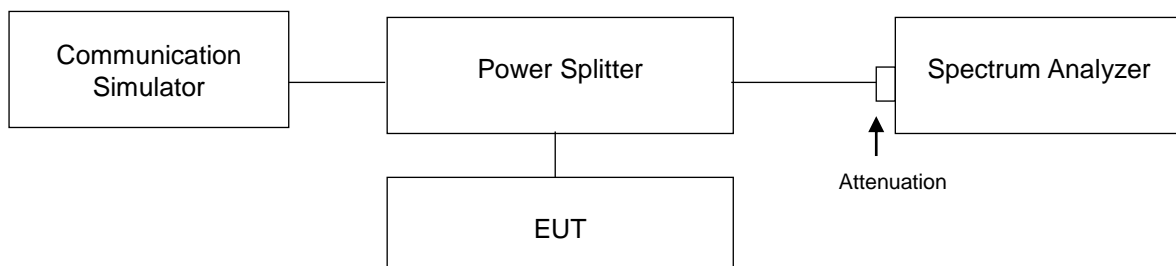 Communication
Simulator
Power Splitter
Spectrum Analyzer
Attenuation
EUT